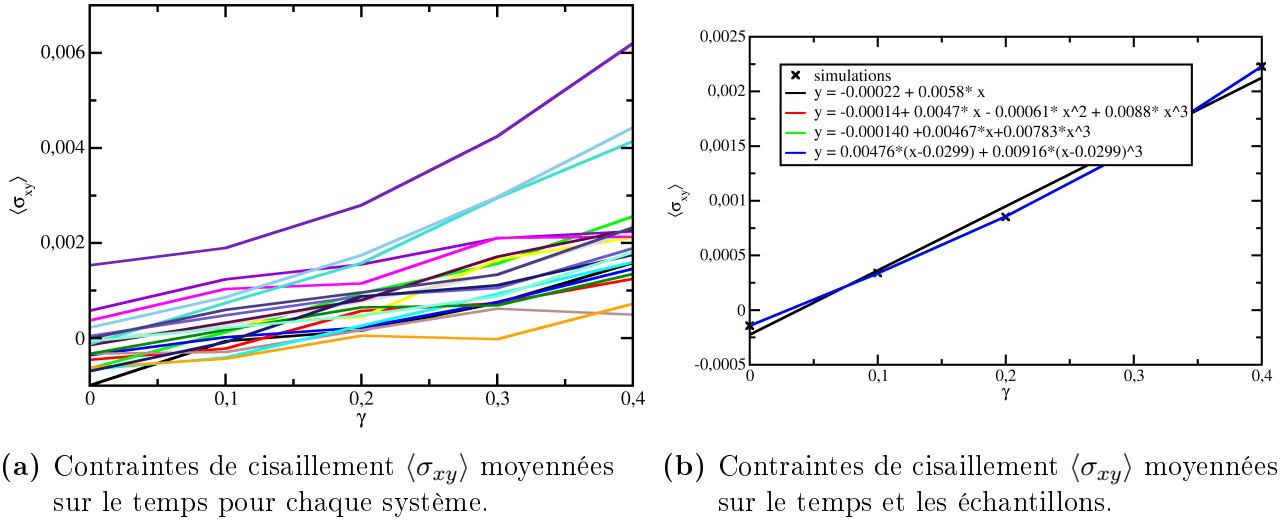 0,006
0,004
0,002
0
⟨σxy⟩
0 0,1 0,2 0,3 0,4
γ
(a) Contraintes de cisaillement ⟨σxy⟩ moyennées
sur le temps pour chaque système.
0,0025
0,002
0,0015
0,001
0,0005
0
-0,0005
⟨σxy⟩
simulations
y = -0.00022 + 0.0058* x
y = -0.00014+ 0.0047* x - 0.00061* x^2 + 0.0088* x^3
y = -0.000140 +0.00467*x+0.00783*x^3
y = 0.00476*(x-0.0299) + 0.00916*(x-0.0299)^3
0 0,1 0,2 0,3 0,4
γ
(b) Contraintes de cisaillement ⟨σxy⟩ moyennées
sur le temps et les échantillons.